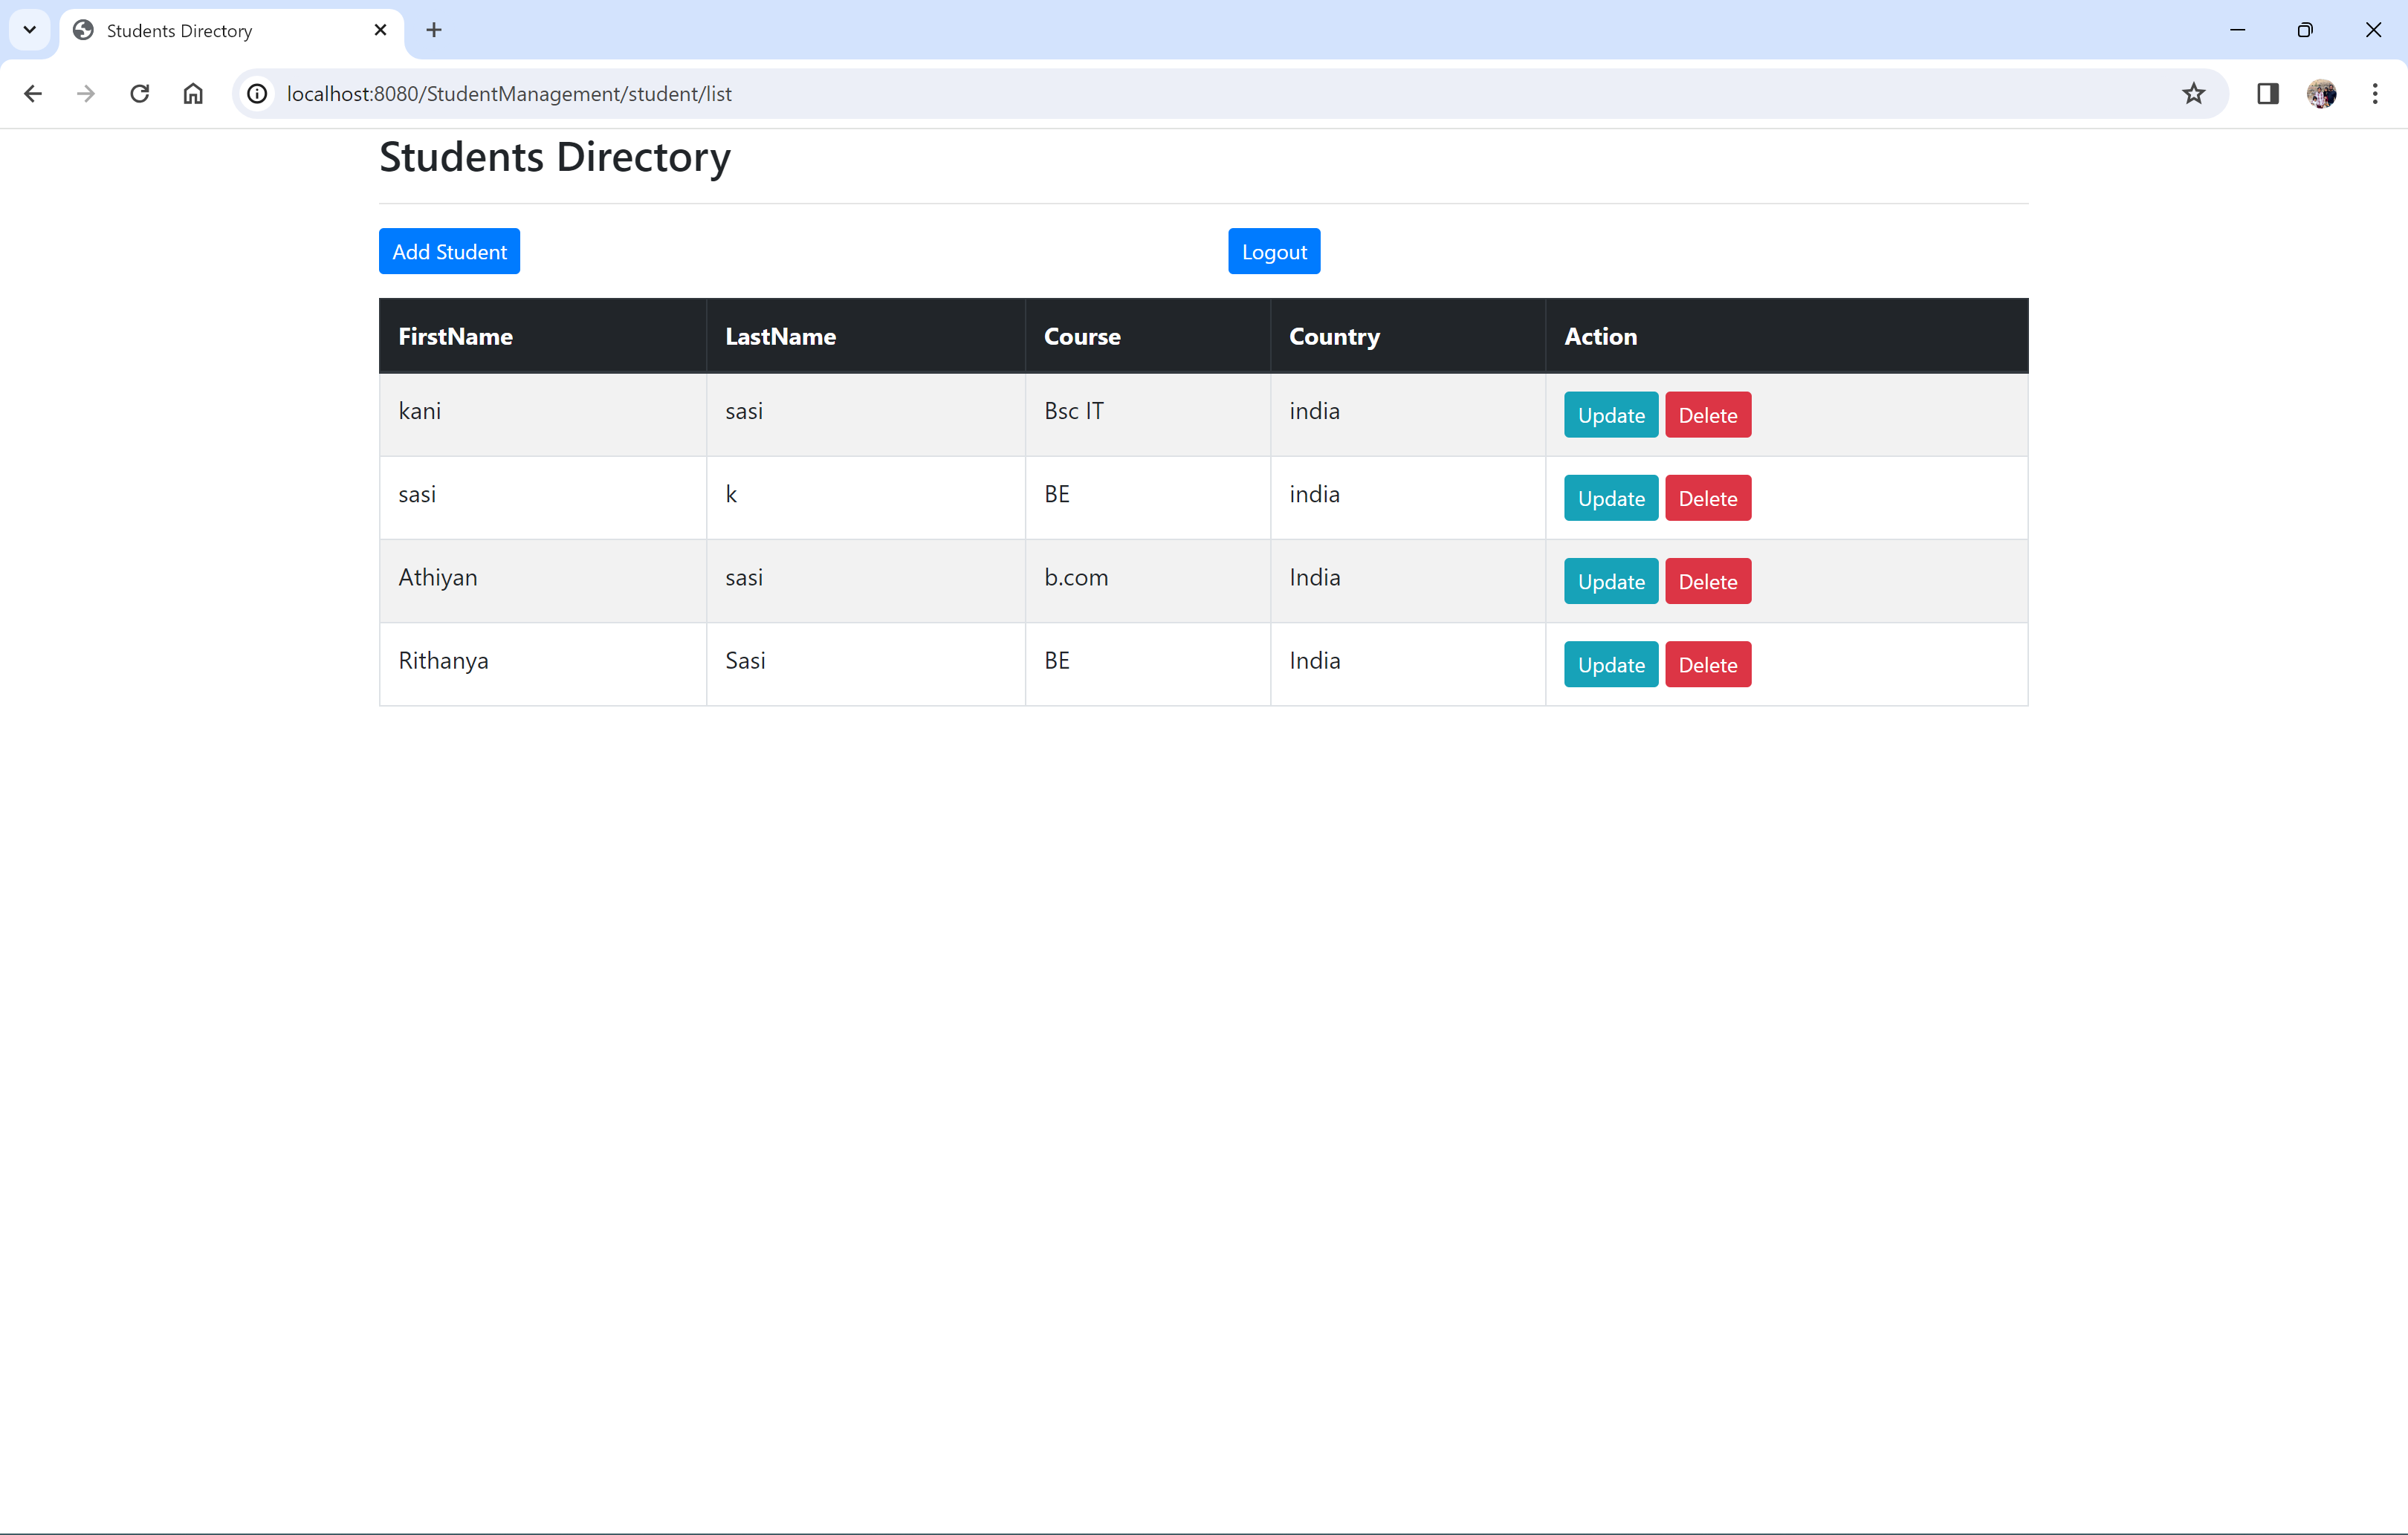 Students Directory
localhost:8080/StudentManagement/student/list
Students Directory
Add Student Logout
FirstName LastName Course Country Action
kani sasi Bsc IT india Update Delete
sasi k BE india Update Delete
Athiyan sasi b.com India Update Delete
Rithanya Sasi BE India Update Delete